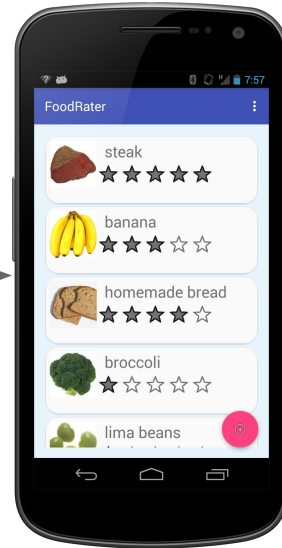 7:57
FoodRater
steak
banana
homemade bread
broccoli
lima beans